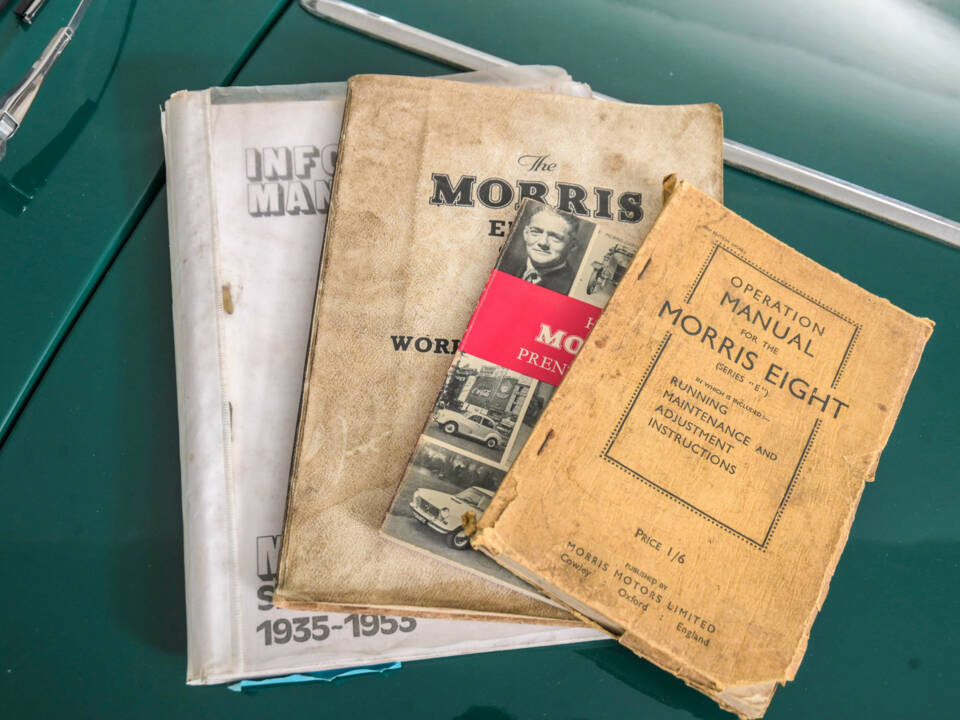 INFO
MAN
1935-1955
The
MORRIS
WOR
MO
PREN
OPERATION
MANUAL
FOR THE
MORRIS EIGHT
(SERIES "E")
IN WHICH IS INCLUDED:—
RUNNING
MAINTENANCE AND
ADJUSTMENT
INSTRUCTIONS
PRICE 1/6
PUBLISHED BY
MORRIS MOTORS LIMITED
Cowley Oxford England